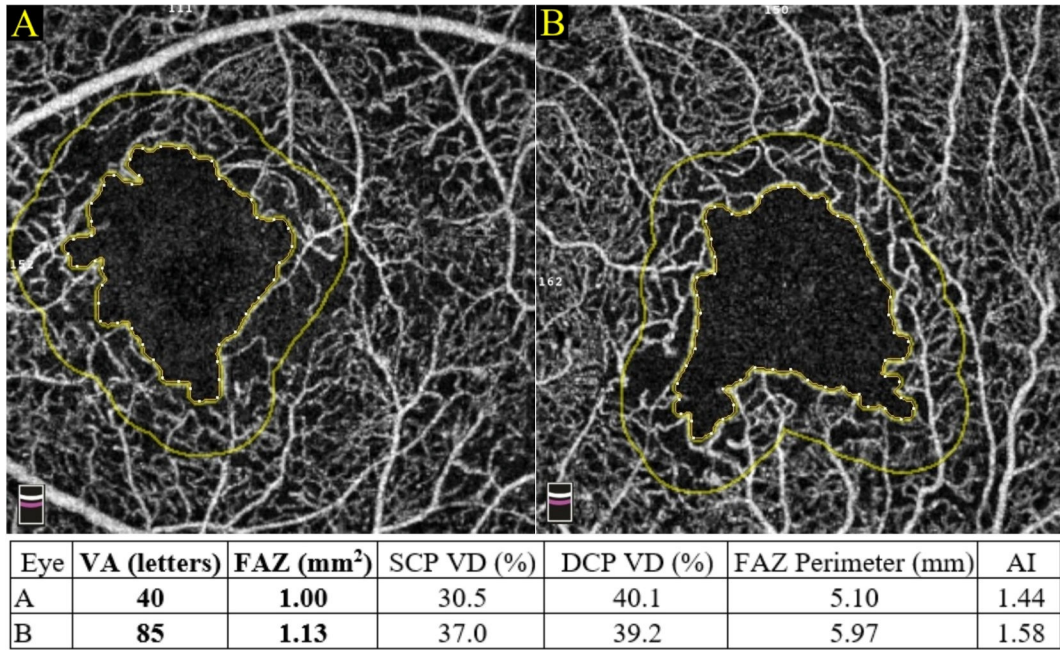 A
111
152
B
150
162
Eye VA (letters) FAZ (mm²) SCP VD (%) DCP VD (%) FAZ Perimeter (mm) AI
A 40 1.00 30.5 40.1 5.10 1.44
B 85 1.13 37.0 39.2 5.97 1.58